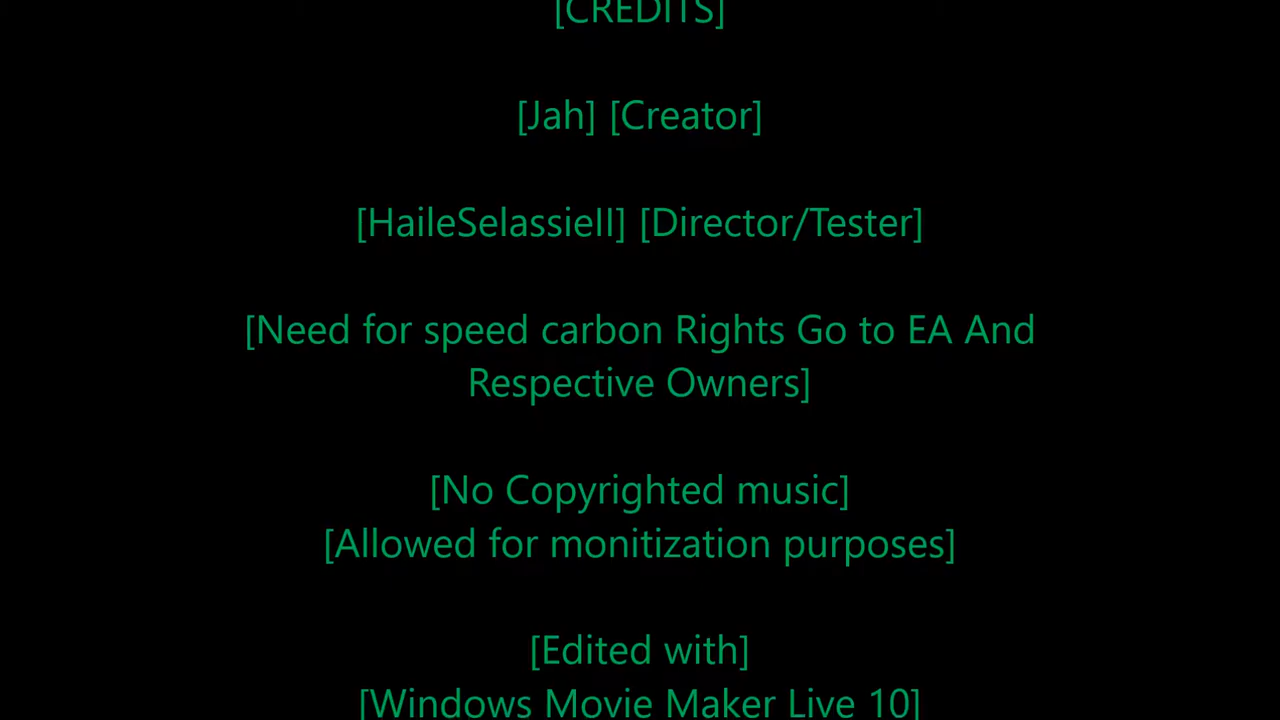 [CREDITS]
[Jah] [Creator]
[HaileSelassieII] [Director/Tester]
[Need for speed carbon Rights Go to EA And
Respective Owners]
[No Copyrighted music]
[Allowed for monitization purposes]
[Edited with]
[Windows Movie Maker Live 10]